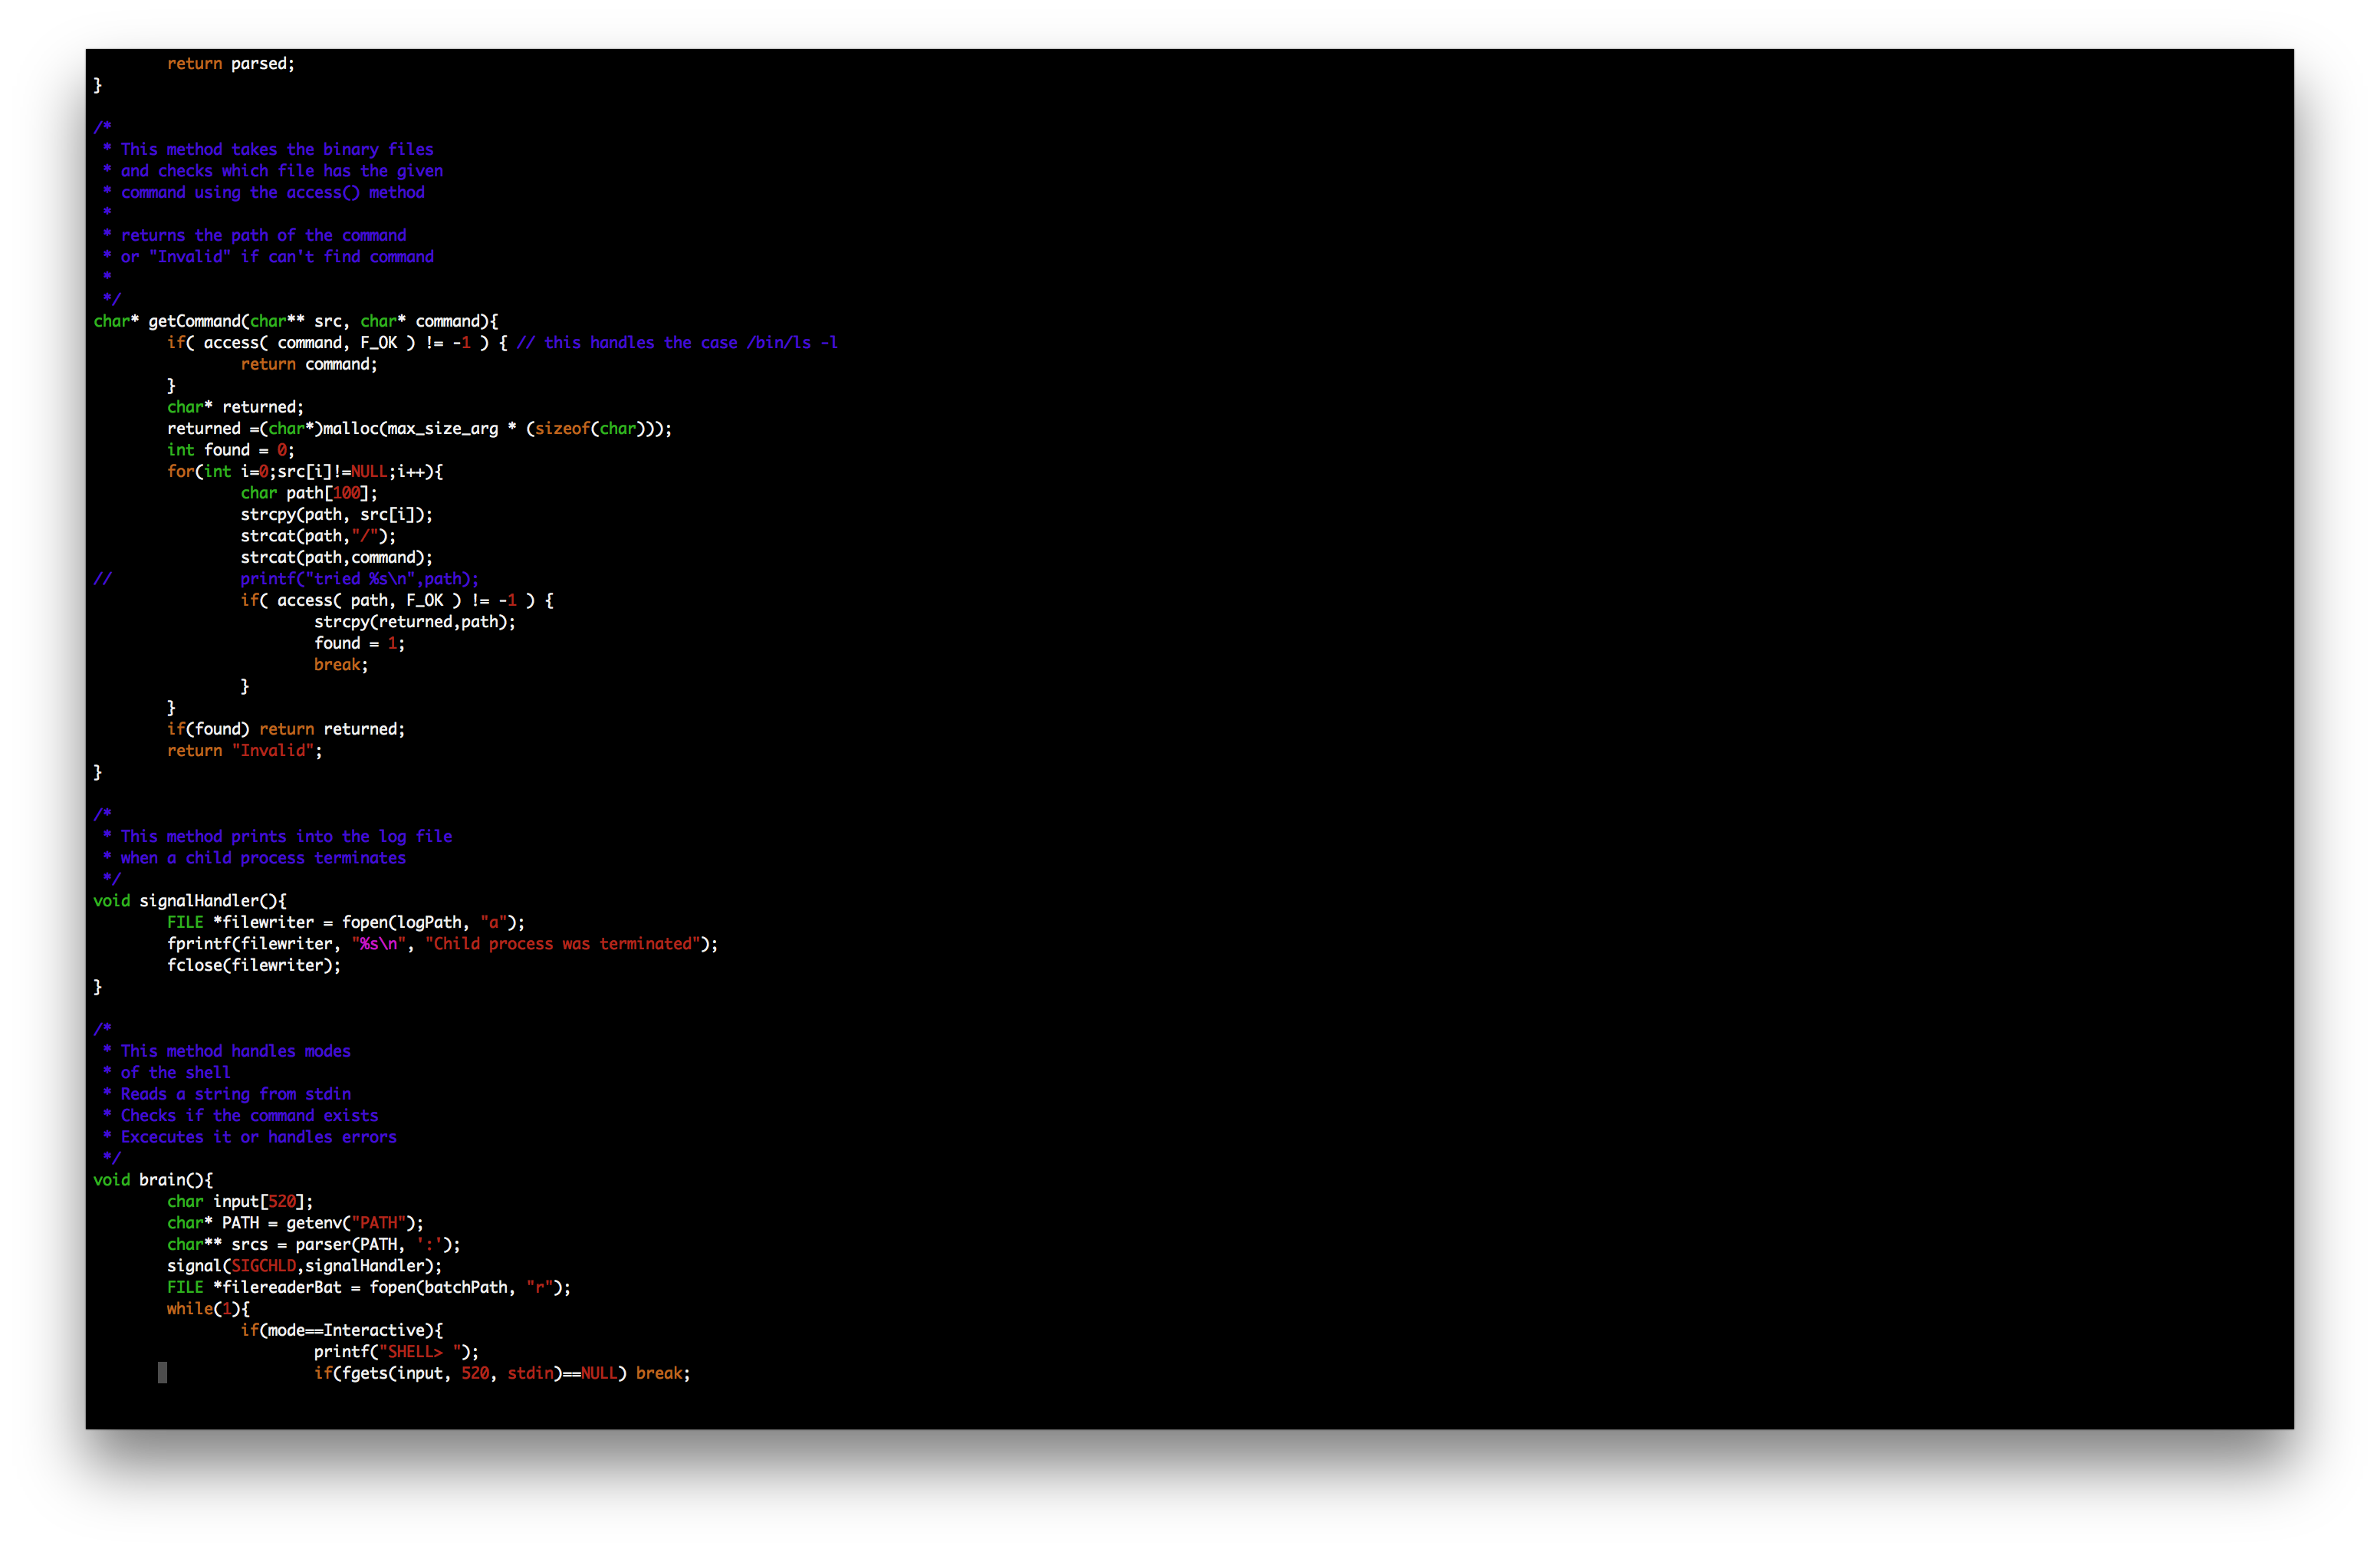 return parsed;
}
/*
* This method takes the binary files
* and checks which file has the given
* command using the access() method
*
* returns the path of the command
* or "Invalid" if can't find command
*
*/
char* getCommand(char** src, char* command){
if( access( command, F_OK ) != -1 ) { // this handles the case /bin/ls -l
return command;
}
char* returned;
returned =(char*)malloc(max_size_arg * (sizeof(char)));
int found = 0;
for(int i=0;src[i]!=NULL;i++){
char path[100];
strcpy(path, src[i]);
strcat(path,"/");
strcat(path,command);
// printf("tried %s\n",path);
if( access( path, F_OK ) != -1 ) {
strcpy(returned,path);
found = 1;
break;
}
}
if(found) return returned;
return "Invalid";
}
/*
* This method prints into the log file
* when a child process terminates
*/
void signalHandler(){
FILE *filewriter = fopen(logPath, "a");
fprintf(filewriter, "%s\n", "Child process was terminated");
fclose(filewriter);
}
/*
* This method handles modes
* of the shell
* Reads a string from stdin
* Checks if the command exists
* Excecutes it or handles errors
*/
void brain(){
char input[520];
char* PATH = getenv("PATH");
char** srcs = parser(PATH, ':');
signal(SIGCHLD,signalHandler);
FILE *filereaderBat = fopen(batchPath, "r");
while(1){
if(mode==Interactive){
printf("SHELL> ");
if(fgets(input, 520, stdin)==NULL) break;